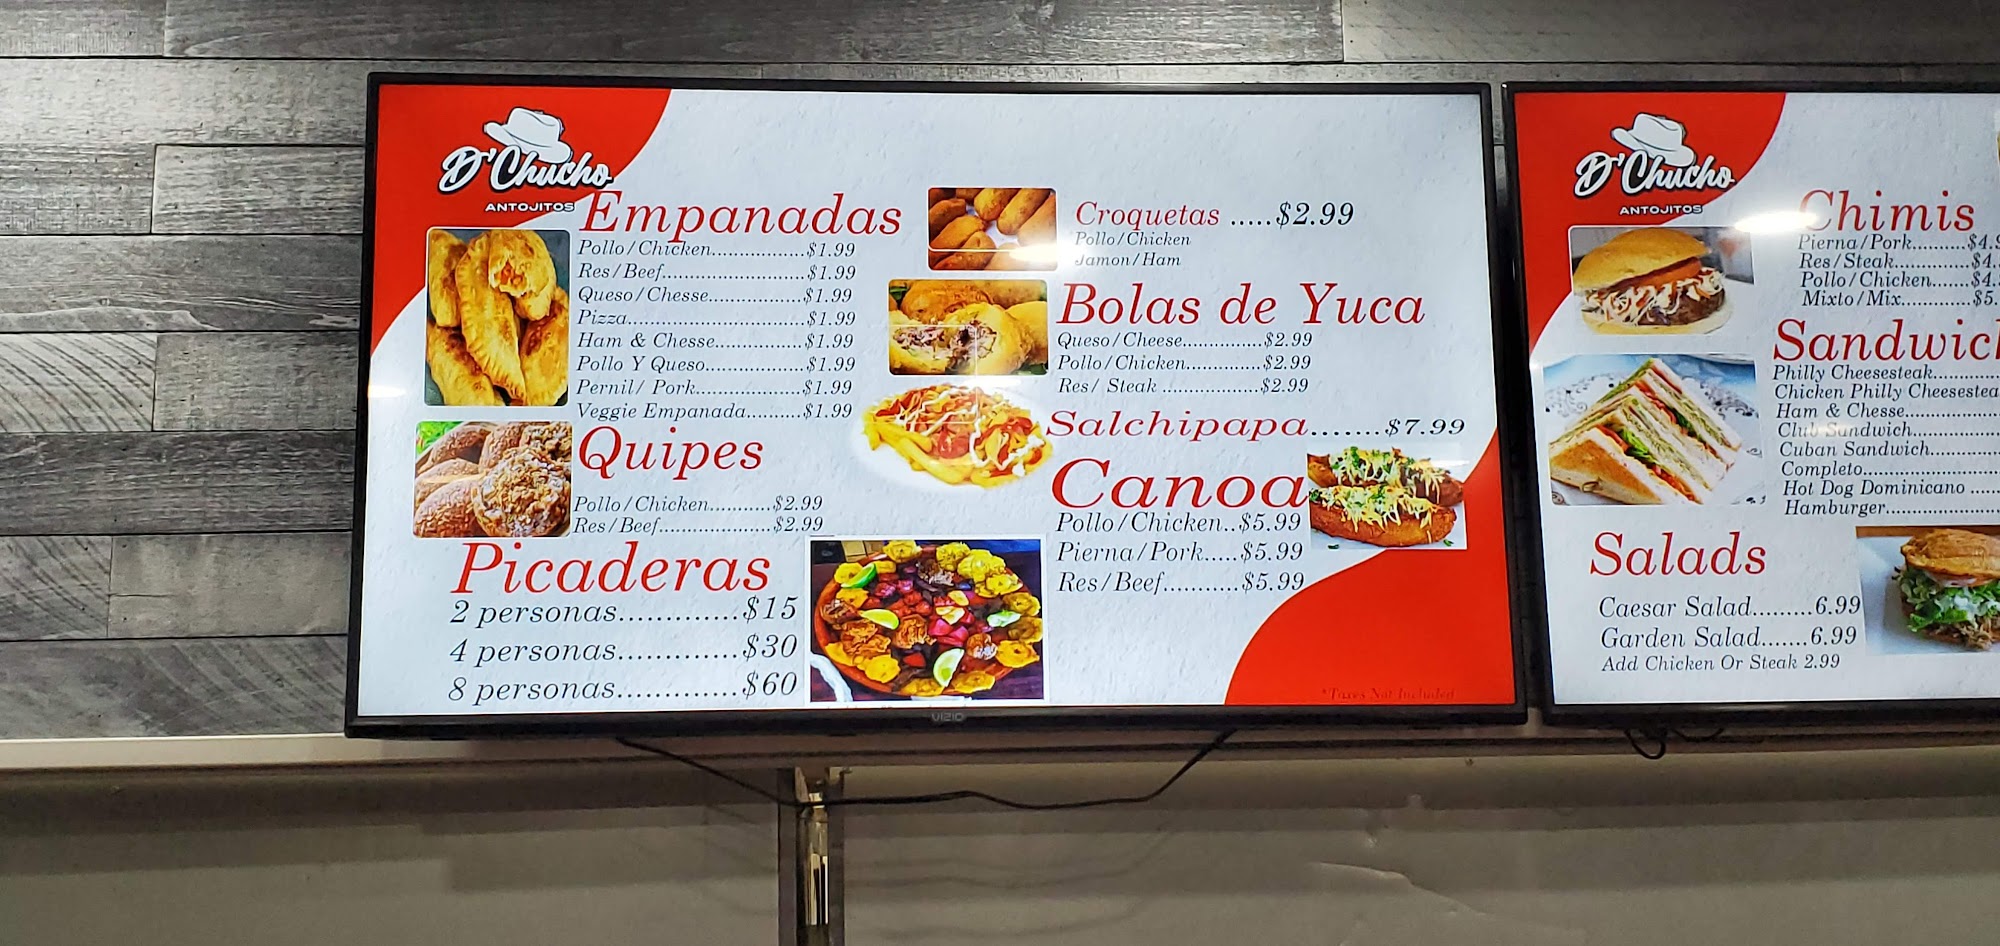 D'Chucho
ANTOJITOS
Empanadas
Pollo/Chicken..................$1.99
Res/Beef...........................$1.99
Queso/Chesse..................$1.99
Pizza..................................$1.99
Ham & Chesse.................$1.99
Pollo Y Queso...................$1.99
Pernil/ Pork.....................$1.99
Veggie Empanada..........$1.99
Quipes
Pollo/Chicken...........$2.99
Res/Beef....................$2.99
Picaderas
2 personas.............$15
4 personas.............$30
8 personas.............$60
Croquetas .....$2.99
Pollo/Chicken
Jamon/Ham
Bolas de Yuca
Queso/Cheese..............$2.99
Pollo/Chicken.............$2.99
Res/ Steak .................$2.99
Salchipapa.......$7.99
Canoa
Pollo/Chicken..$5.99
Pierna/Pork.....$5.99
Res/Beef...........$5.99
*Taxes Not Included
VIZIO
D'Chucho
ANTOJITOS
Chimis
Pierna/Pork..........$4.
Res/Steak..............$4.
Pollo/Chicken.......$4.
Mixto/Mix.............$5.
Sandwic
Philly Cheesesteak............
Chicken Philly Cheesestea
Ham & Chesse...................
Club Sandwich.................
Cuban Sandwich..............
Completo...........................
Hot Dog Dominicano ......
Hamburger.......................
Salads
Caesar Salad.........6.99
Garden Salad.......6.99
Add Chicken Or Steak 2.99